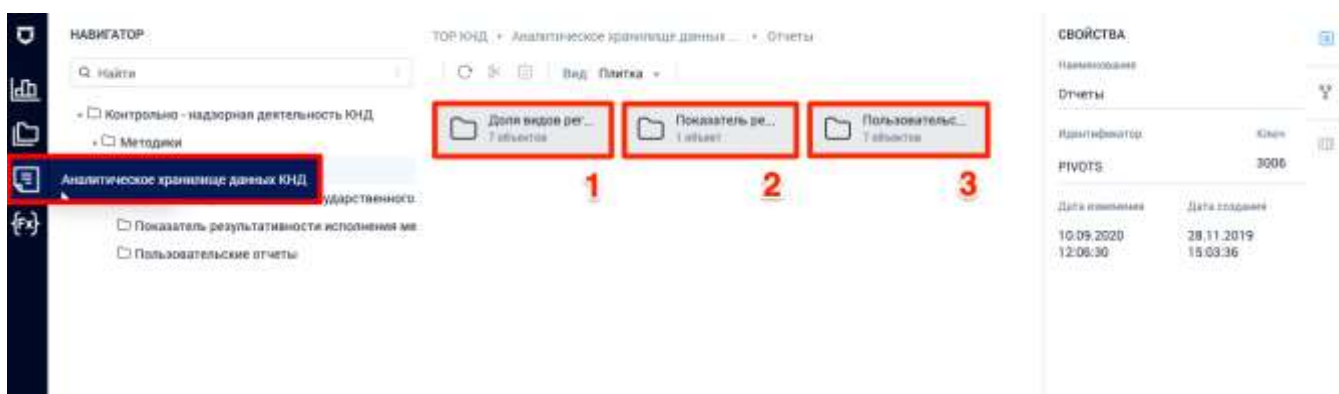 НАВИГАТОР
Найти
Контрольно - надзорная деятельность КНД
Методики
Аналитическое хранилище данных КНД
ударственного
Показатель результативности исполнения ме
Пользовательские отчеты
ТОР КНД • Аналитическое хранилище данных ... • Отчеты
Вид: Плитка
Доля видов рег...
7 объектов
Показатель ре...
1 объект
Пользовательс...
7 объектов
1
2
3
СВОЙСТВА
Наименование
Отчеты
Идентификатор Ключ
PIVOTS 3006
Дата изменения Дата создания
10.09.2020 28.11.2019
12:06:30 15:03:36
{Fx}